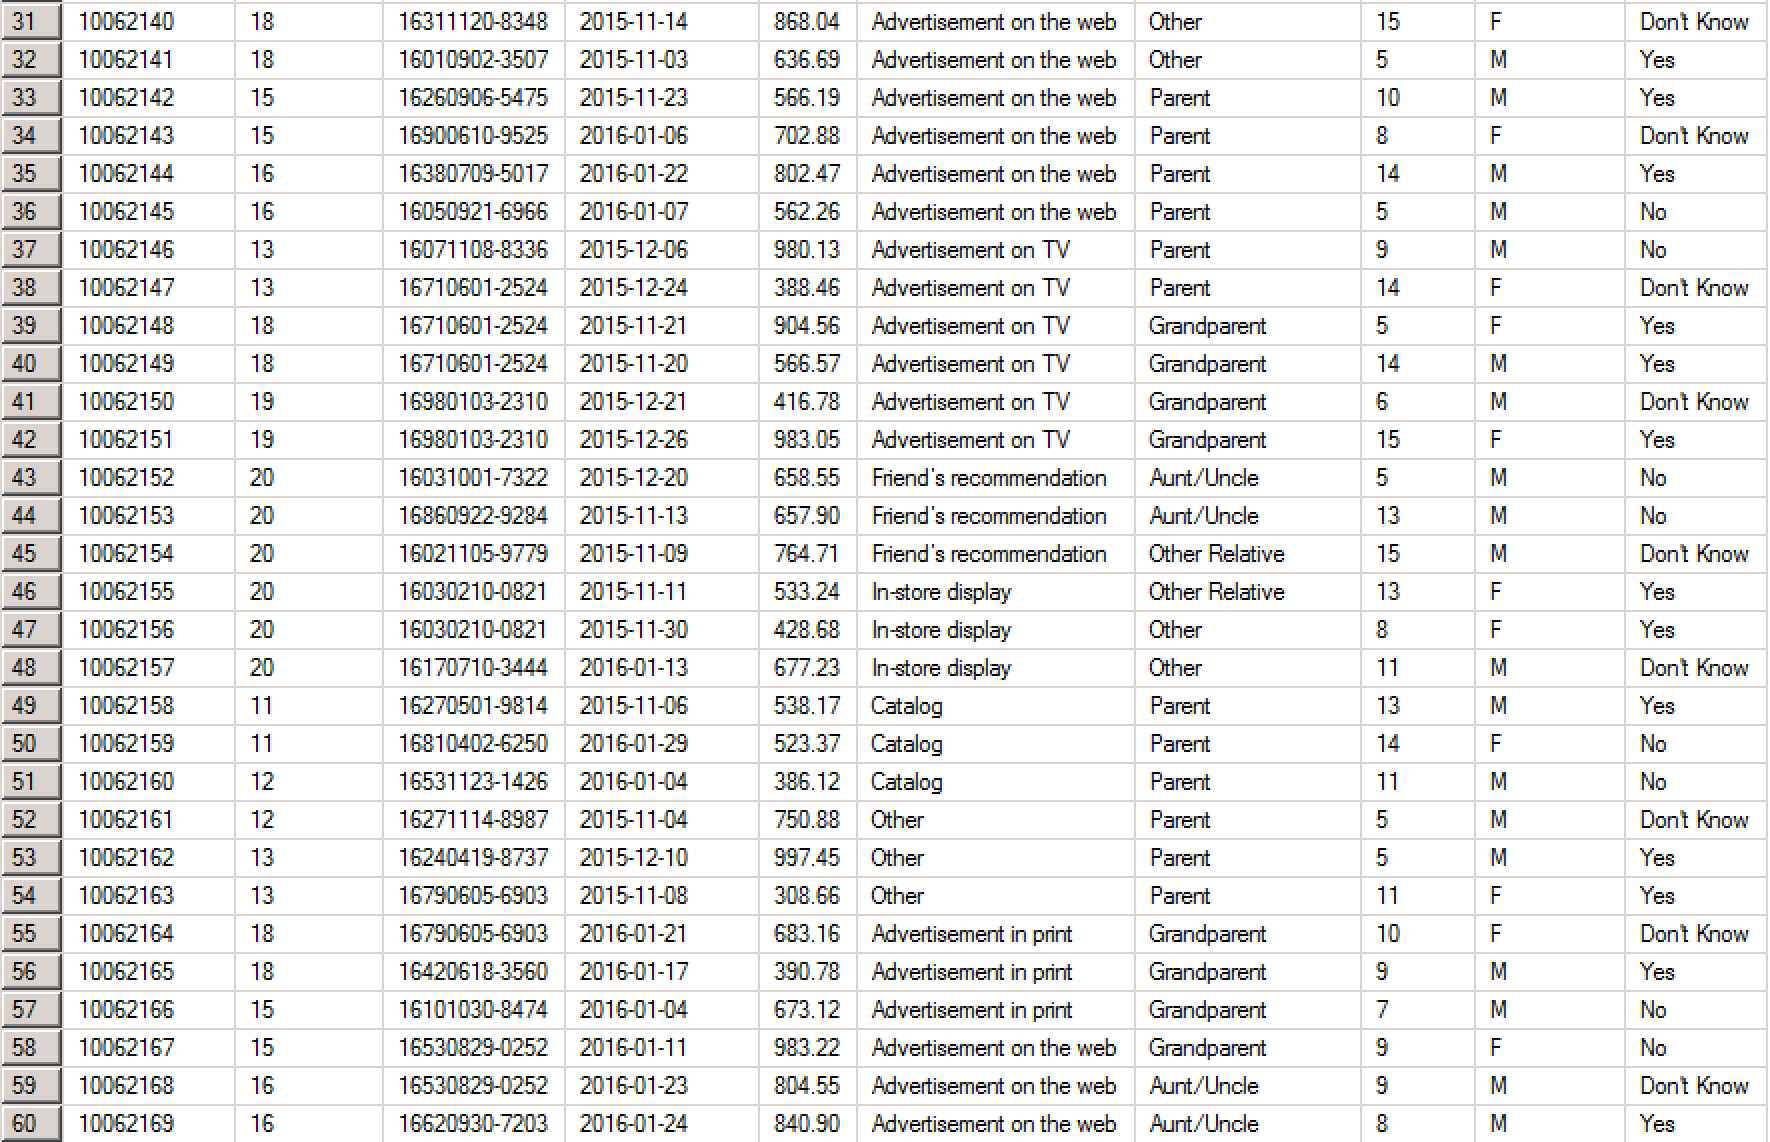 31 10062140 18 16311120-8348 2015-11-14 868.04 Advertisement on the web Other 15 F Don't Know
32 10062141 18 16010902-3507 2015-11-03 636.69 Advertisement on the web Other 5 M Yes
33 10062142 15 16260906-5475 2015-11-23 566.19 Advertisement on the web Parent 10 M Yes
34 10062143 15 16900610-9525 2016-01-06 702.88 Advertisement on the web Parent 8 F Don't Know
35 10062144 16 16380709-5017 2016-01-22 802.47 Advertisement on the web Parent 14 M Yes
36 10062145 16 16050921-6966 2016-01-07 562.26 Advertisement on the web Parent 5 M No
37 10062146 13 16071108-8336 2015-12-06 980.13 Advertisement on TV Parent 9 M No
38 10062147 13 16710601-2524 2015-12-24 388.46 Advertisement on TV Parent 14 F Don't Know
39 10062148 18 16710601-2524 2015-11-21 904.56 Advertisement on TV Grandparent 5 F Yes
40 10062149 18 16710601-2524 2015-11-20 566.57 Advertisement on TV Grandparent 14 M Yes
41 10062150 19 16980103-2310 2015-12-21 416.78 Advertisement on TV Grandparent 6 M Don't Know
42 10062151 19 16980103-2310 2015-12-26 983.05 Advertisement on TV Grandparent 15 F Yes
43 10062152 20 16031001-7322 2015-12-20 658.55 Friend's recommendation Aunt/Uncle 5 M No
44 10062153 20 16860922-9284 2015-11-13 657.90 Friend's recommendation Aunt/Uncle 13 M No
45 10062154 20 16021105-9779 2015-11-09 764.71 Friend's recommendation Other Relative 15 M Don't Know
46 10062155 20 16030210-0821 2015-11-11 533.24 In-store display Other Relative 13 F Yes
47 10062156 20 16030210-0821 2015-11-30 428.68 In-store display Other 8 F Yes
48 10062157 20 16170710-3444 2016-01-13 677.23 In-store display Other 11 M Don't Know
49 10062158 11 16270501-9814 2015-11-06 538.17 Catalog Parent 13 M Yes
50 10062159 11 16810402-6250 2016-01-29 523.37 Catalog Parent 14 F No
51 10062160 12 16531123-1426 2016-01-04 386.12 Catalog Parent 11 M No
52 10062161 12 16271114-8987 2015-11-04 750.88 Other Parent 5 M Don't Know
53 10062162 13 16240419-8737 2015-12-10 997.45 Other Parent 5 M Yes
54 10062163 13 16790605-6903 2015-11-08 308.66 Other Parent 11 F Yes
55 10062164 18 16790605-6903 2016-01-21 683.16 Advertisement in print Grandparent 10 F Don't Know
56 10062165 18 16420618-3560 2016-01-17 390.78 Advertisement in print Grandparent 9 M Yes
57 10062166 15 16101030-8474 2016-01-04 673.12 Advertisement in print Grandparent 7 M No
58 10062167 15 16530829-0252 2016-01-11 983.22 Advertisement on the web Grandparent 9 F No
59 10062168 16 16530829-0252 2016-01-23 804.55 Advertisement on the web Aunt/Uncle 9 M Don't Know
60 10062169 16 16620930-7203 2016-01-24 840.90 Advertisement on the web Aunt/Uncle 8 M Yes